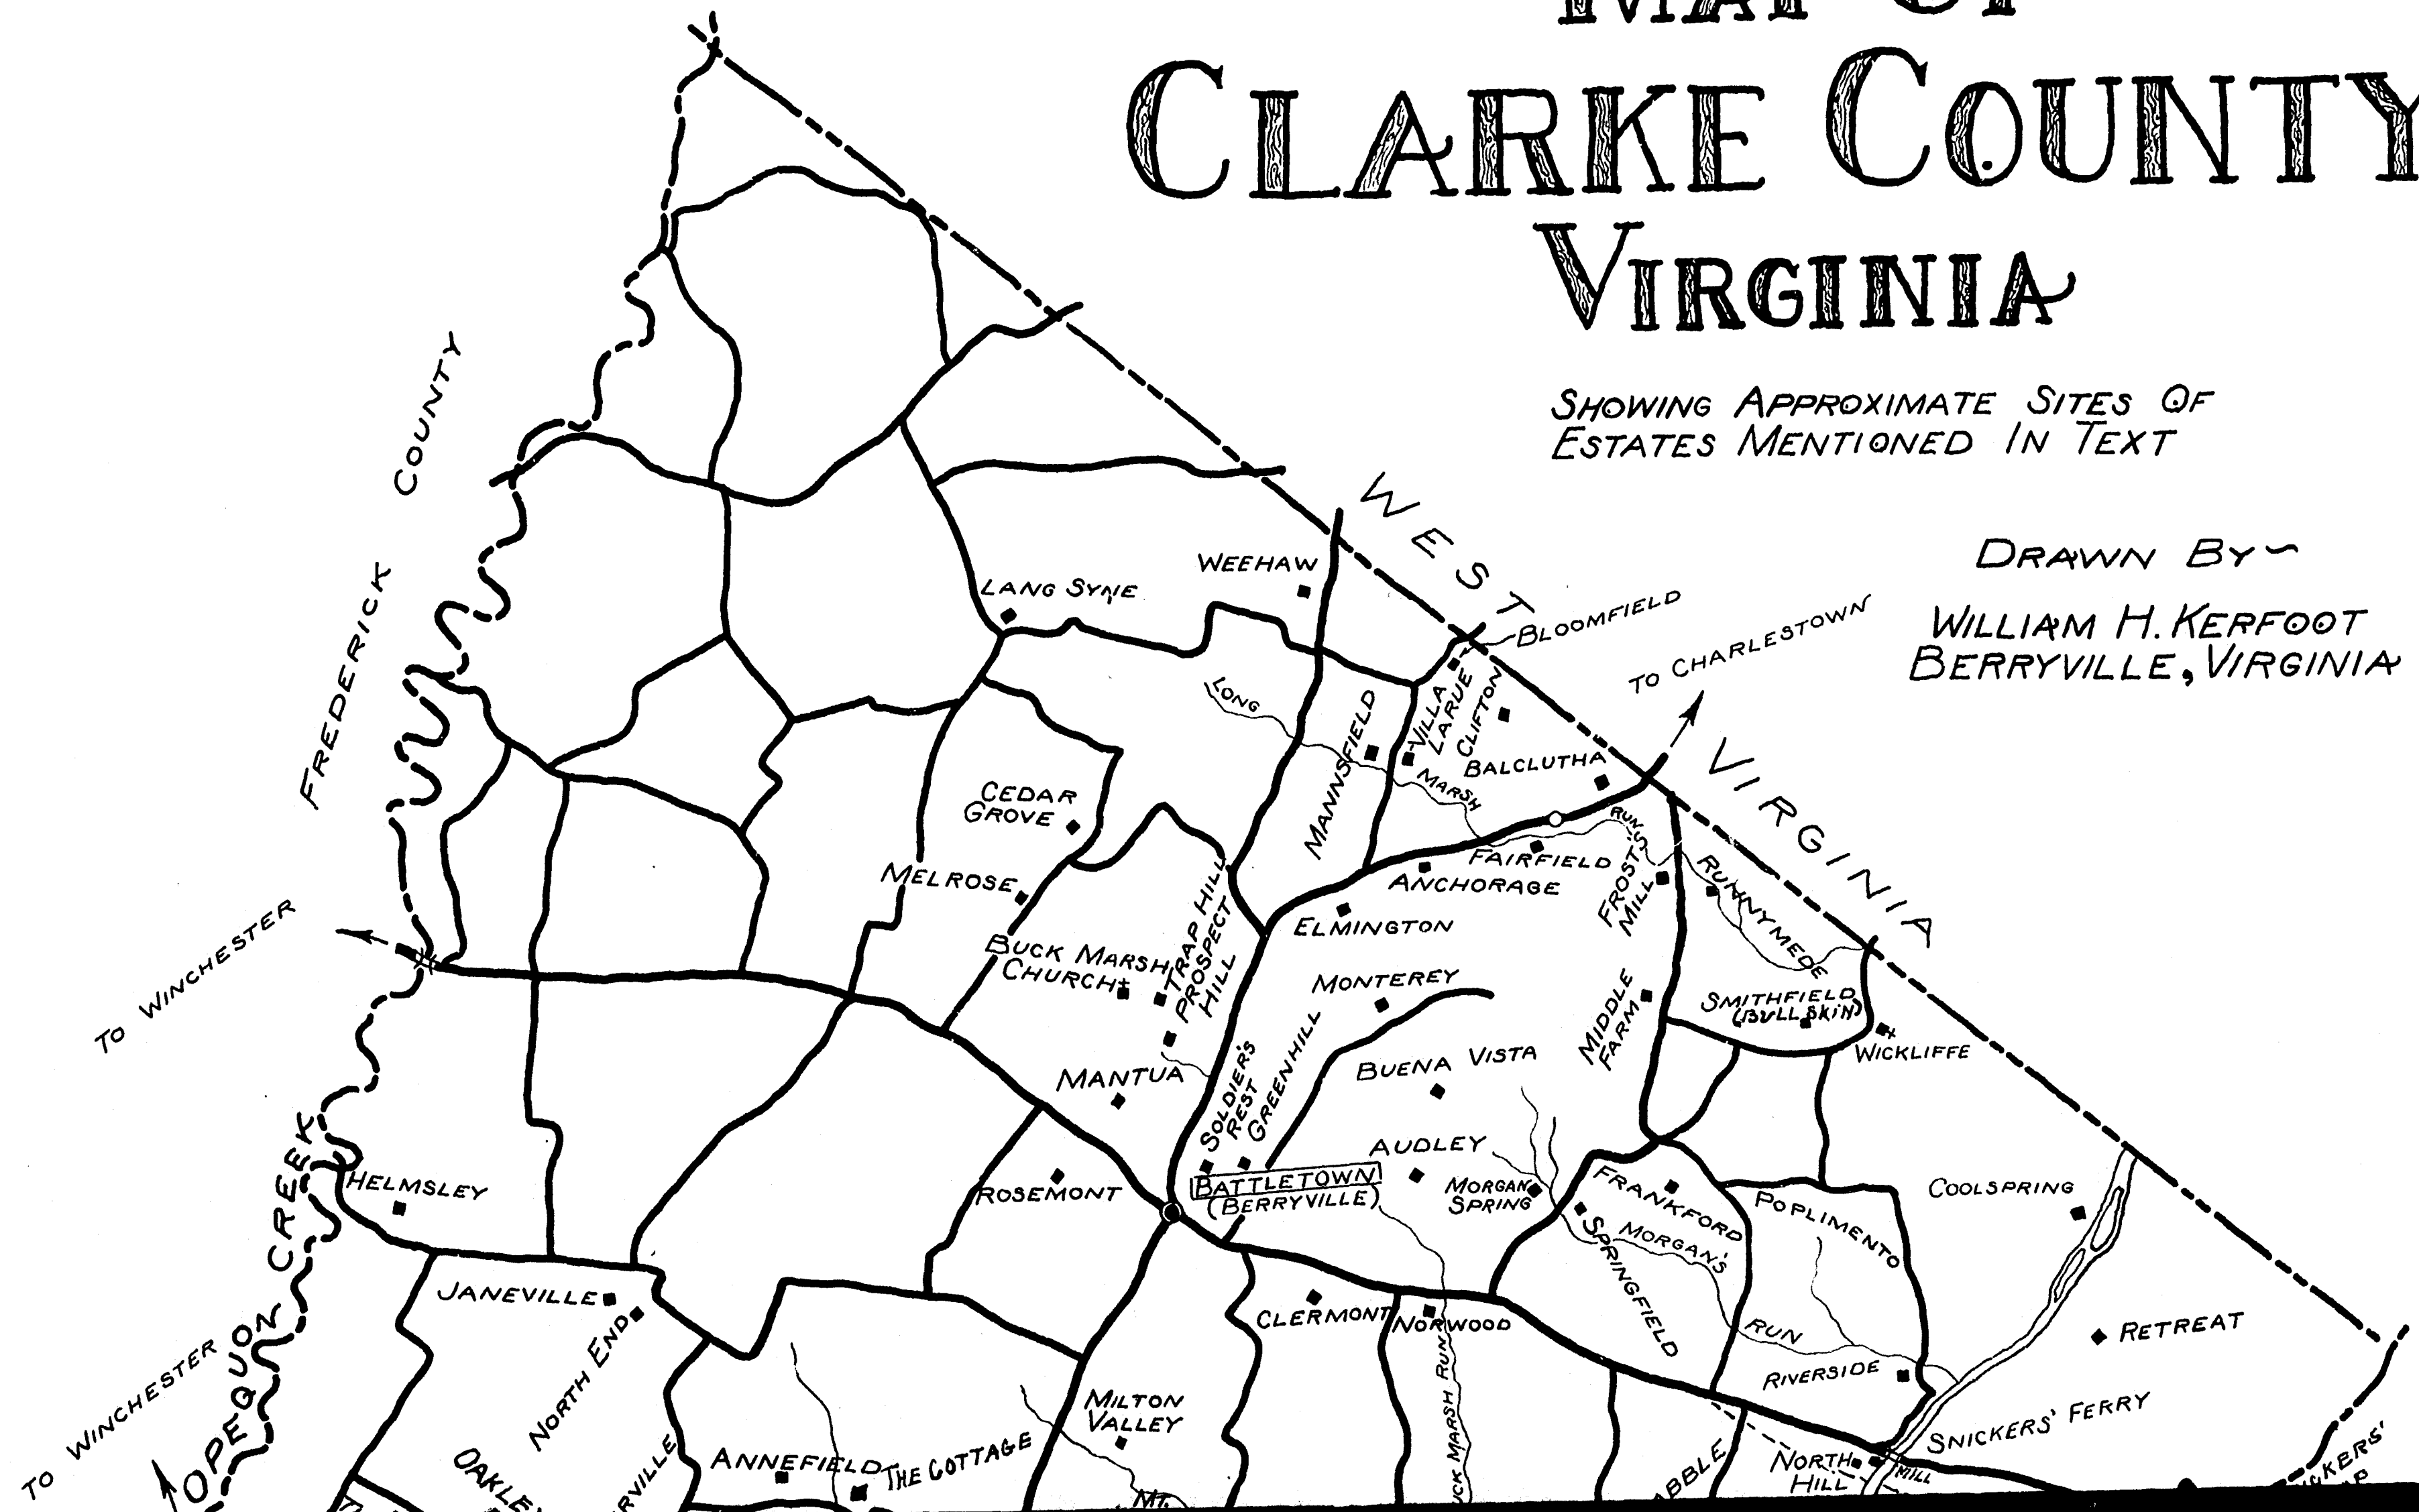 MAP OF
CLARKE COUNTY
VIRGINIA
SHOWING APPROXIMATE SITES OF
ESTATES MENTIONED IN TEXT
DRAWN BY~
WILLIAM H. KERFOOT
BERRYVILLE, VIRGINIA
FREDERICK COUNTY
WEST VIRGINIA
WEEHAW
LANG SYNE
BLOOMFIELD
TO CHARLESTOWN
LONG
MARSH
RUN
MANNSFIELD
VILLA
LARUE
CLIFTON
BALCLUTHA
CEDAR
GROVE
FAIRFIELD
ANCHORAGE
FROST'S
MILL
RUNNYMEDE
MELROSE
ELMINGTON
TO WINCHESTER
BUCK MARSH
CHURCH
TRAP HILL
PROSPECT
HILL
MONTEREY
MIDDLE
FARM
SMITHFIELD
(BULLSKIN)
WICKLIFFE
MANTUA
SOLDIER'S
REST
GREENHILL
BUENA VISTA
AUDLEY
HELMSLEY
ROSEMONT
BATTLETOWN
(BERRYVILLE)
MORGAN
SPRING
FRANKFORD
POPLIMENTO
COOLSPRING
SPRINGFIELD
MORGAN'S
RUN
OPEQUON CREEK
JANEVILLE
NORTH END
CLERMONT
NORWOOD
RETREAT
RIVERSIDE
TO WINCHESTER
MILTON
VALLEY
SNICKERS' FERRY
ANNEFIELD
THE COTTAGE
NORTH
HILL
MILL
MT.